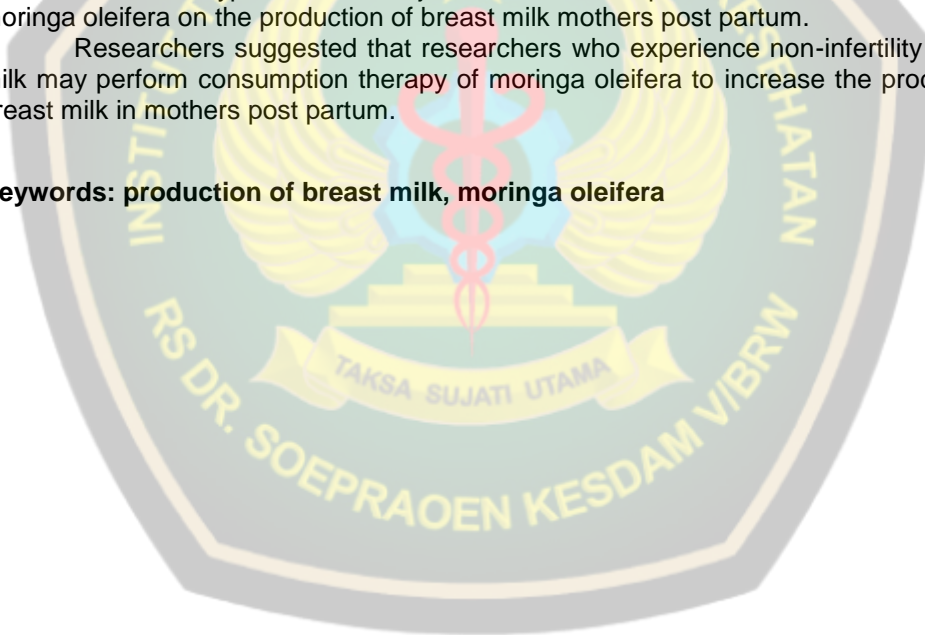 oringa oleifera on the production of breast milk mothers post partum.
Researchers suggested that researchers who experience non-infertility
ilk may perform consumption therapy of moringa oleifera to increase the prod
reast milk in mothers post partum.
eywords: production of breast milk, moringa oleifera
INSTITUT
KESEHATAN
TAKSA SUJATI UTAMA
RS DR. SOEPRAOEN KESDAM V/BRW